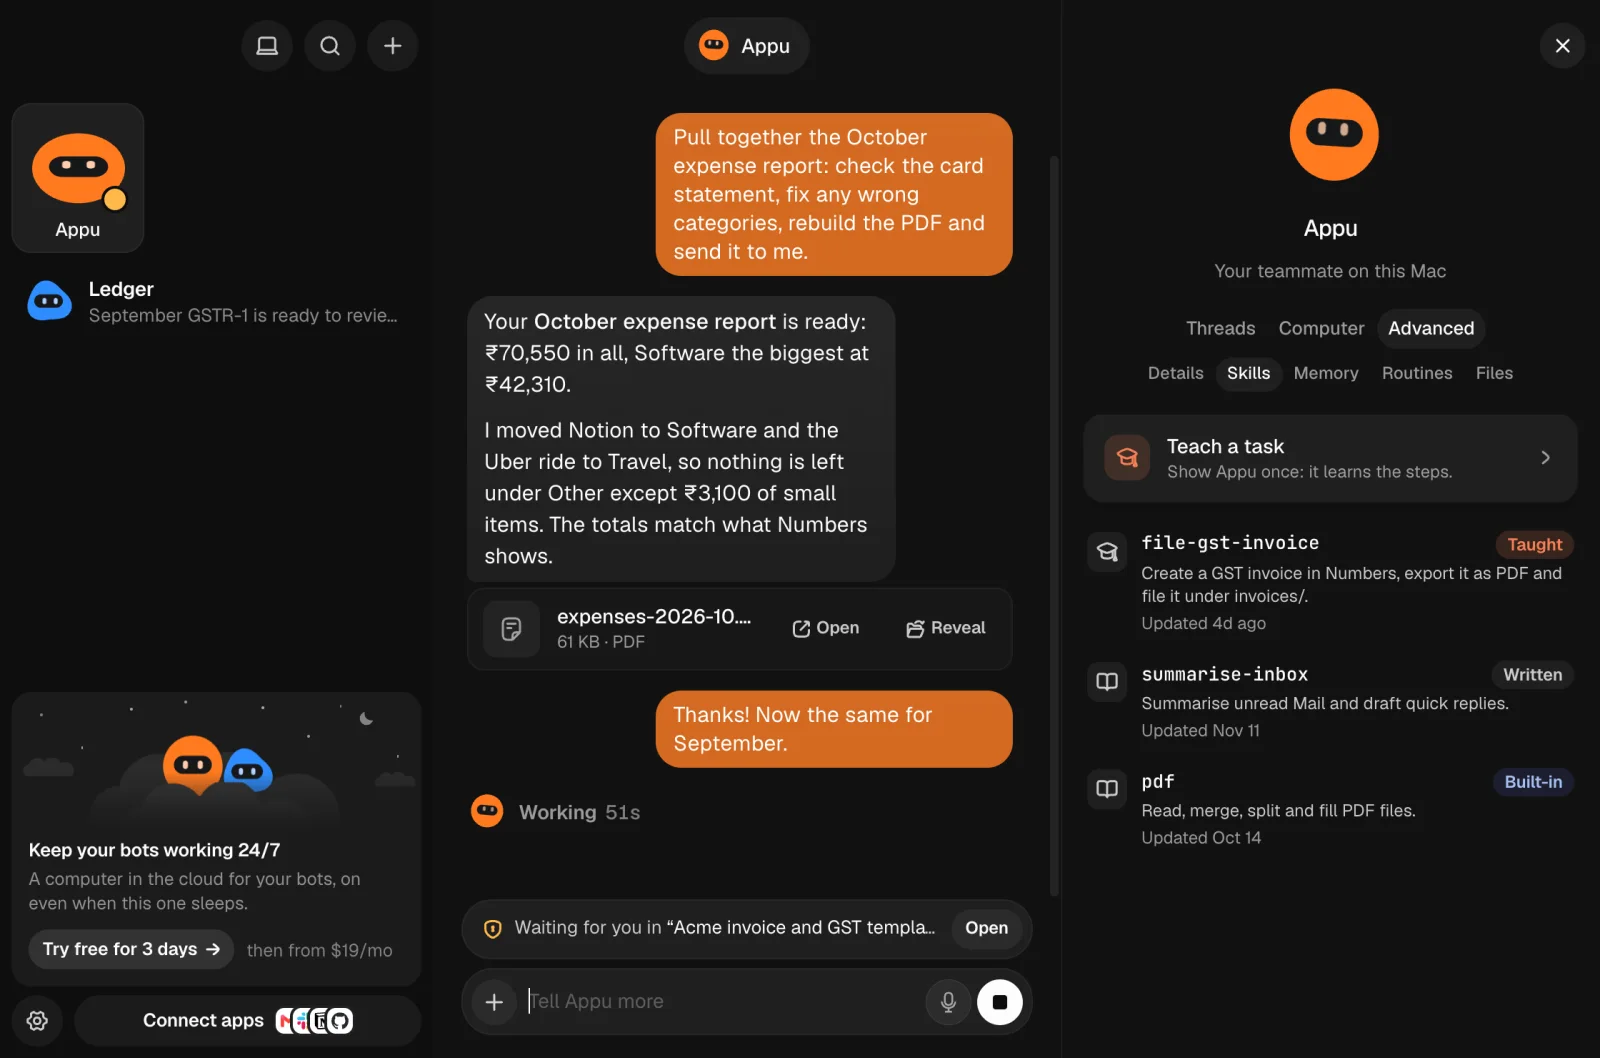 Appu
Ledger
September GSTR-1 is ready to revie...
Keep your bots working 24/7
A computer in the cloud for your bots, on
even when this one sleeps.
Try free for 3 days → then from $19/mo
Connect apps
Appu
Pull together the October
expense report: check the card
statement, fix any wrong
categories, rebuild the PDF and
send it to me.
Your October expense report is ready:
₹70,550 in all, Software the biggest at
₹42,310.
I moved Notion to Software and the
Uber ride to Travel, so nothing is left
under Other except ₹3,100 of small
items. The totals match what Numbers
shows.
expenses-2026-10....
61 KB · PDF
Open
Reveal
Thanks! Now the same for
September.
Working 51s
Waiting for you in “Acme invoice and GST templa... Open
Tell Appu more
Appu
Your teammate on this Mac
Threads Computer Advanced
Details Skills Memory Routines Files
Teach a task
Show Appu once: it learns the steps.
file-gst-invoice Taught
Create a GST invoice in Numbers, export it as PDF and
file it under invoices/.
Updated 4d ago
summarise-inbox Written
Summarise unread Mail and draft quick replies.
Updated Nov 11
pdf Built-in
Read, merge, split and fill PDF files.
Updated Oct 14